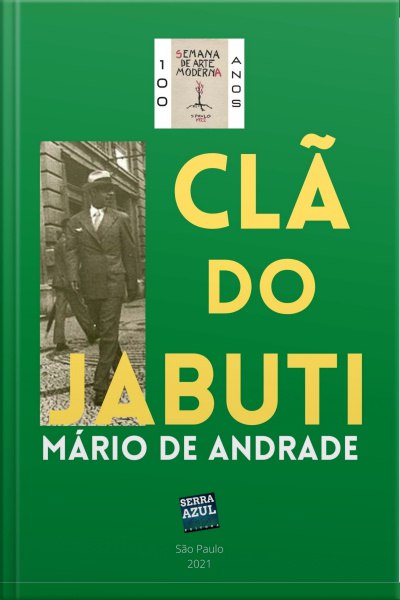 100
SEMANA
DE ARTE
MODERNA
ANOS
CLÃ
DO
JABUTI
MÁRIO DE ANDRADE
SERRA
AZUL
São Paulo
2021